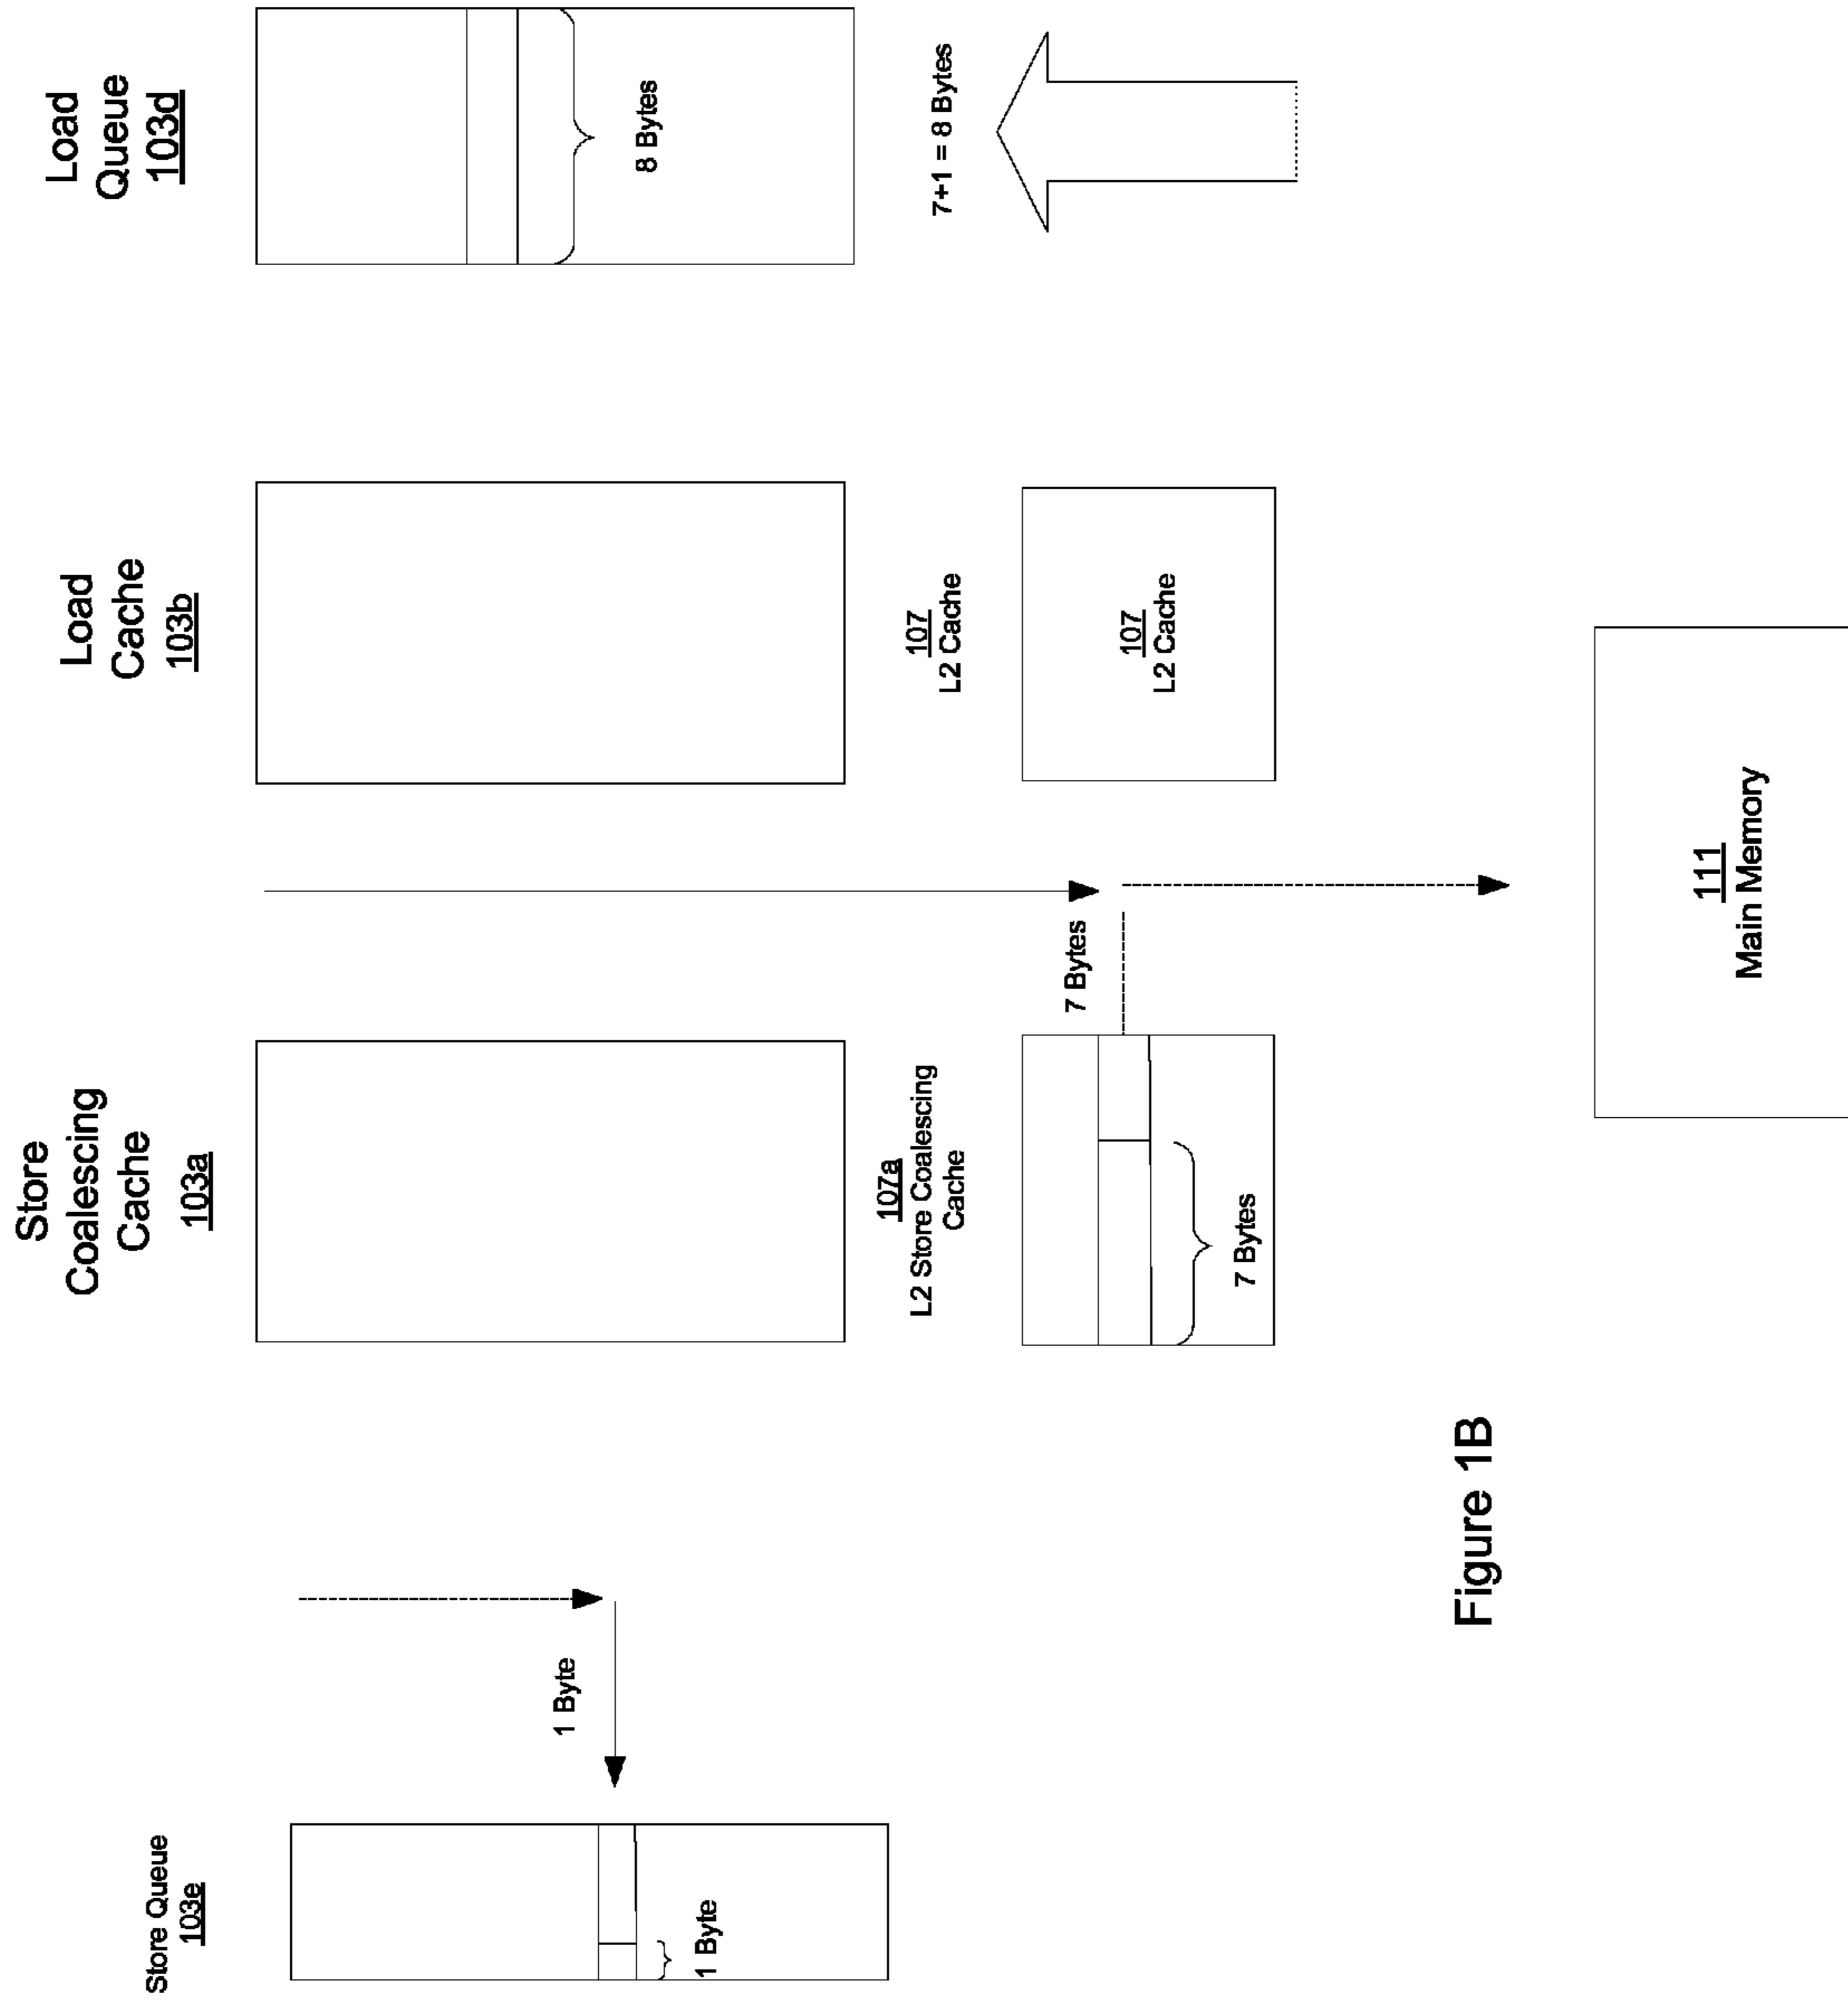 Store Queue
103e
1 Byte
1 Byte
Store
Coalescing
Cache
103a
107a
L2 Store Coalescing
Cache
7 Bytes
7 Bytes
Load
Cache
103b
107
L2 Cache
107
L2 Cache
Load
Queue
103d
8 Bytes
7+1 = 8 Bytes
111
Main Memory
Figure 1B